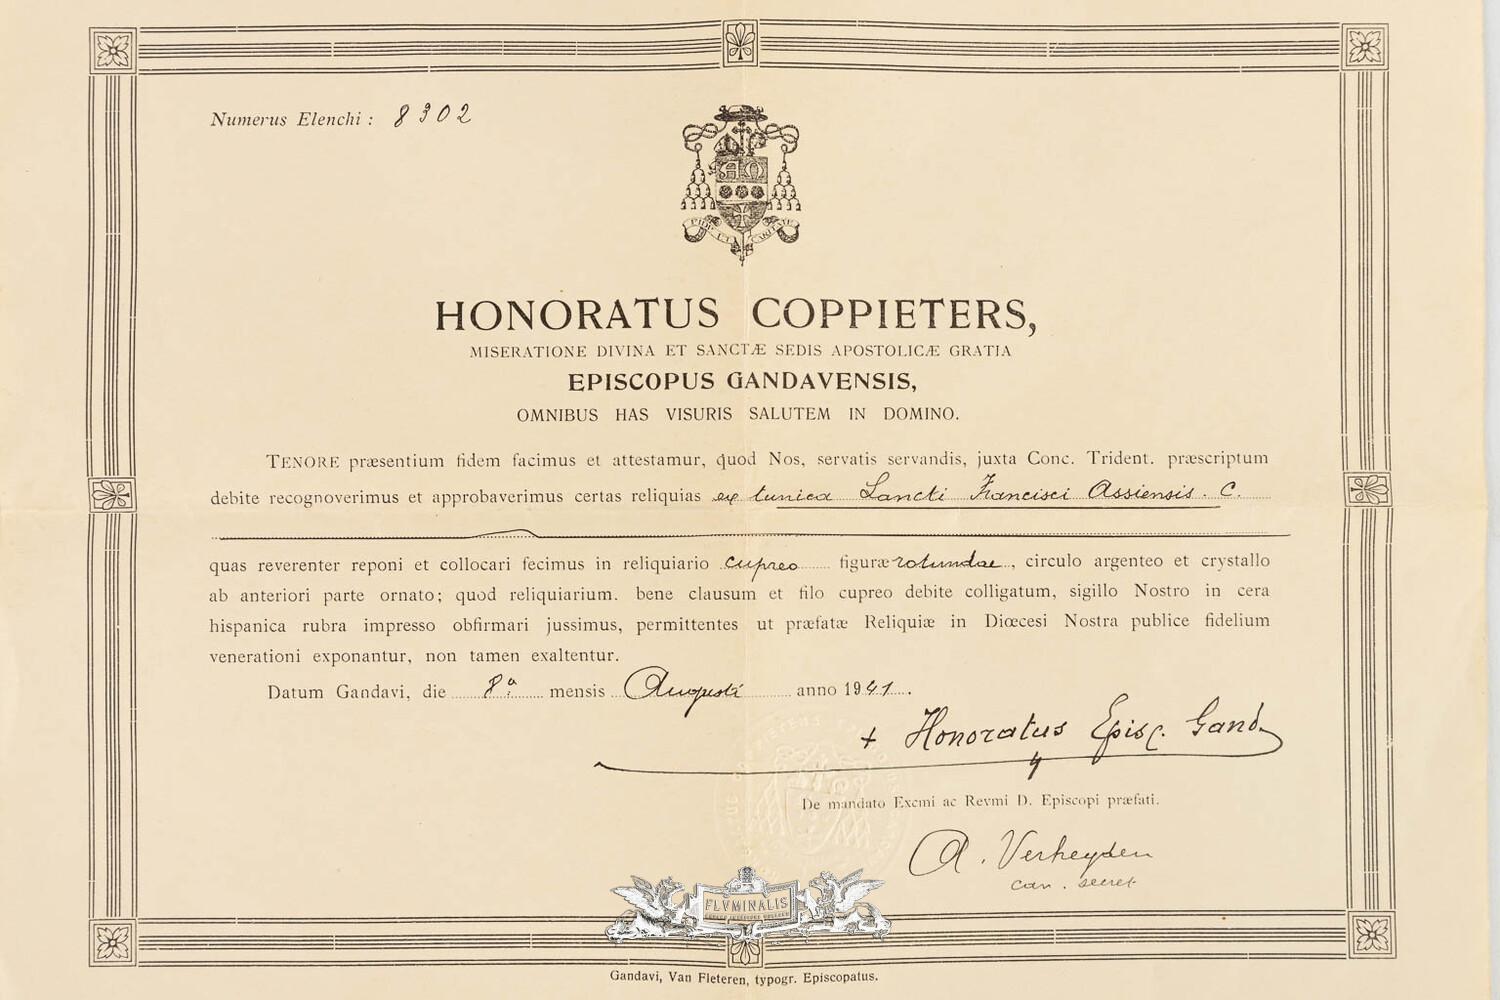 Numerus Elenchi : 8302
HONORATUS COPPIETERS,
MISERATIONE DIVINA ET SANCTÆ SEDIS APOSTOLICÆ GRATIA
EPISCOPUS GANDAVENSIS,
OMNIBUS HAS VISURIS SALUTEM IN DOMINO.
TENORE præsentium fidem facimus et attestamur, quod Nos, servatis servandis, juxta Conc. Trident. præscriptum
debite recognoverimus et approbaverimus certas reliquias ex tunica Sancti Francisci Assiensis. C.
quas reverenter reponi et collocari fecimus in reliquiario cupreo figuræ rotundae, circulo argenteo et crystallo
ab anteriori parte ornato; quod reliquiarium. bene clausum et filo cupreo debite colligatum, sigillo Nostro in cera
hispanica rubra impresso obfirmari jussimus, permittentes ut præfatæ Reliquiæ in Diœcesi Nostra publice fidelium
venerationi exponantur, non tamen exaltentur.
Datum Gandavi, die 8ª mensis Augusti anno 1941.
+ Honoratus Episc. Gand.
De mandato Excmi ac Revmi D. Episcopi præfati.
A. Verheyden
can. secret.
FLVMINALIS
Gandavi, Van Fleteren, typogr. Episcopatus.